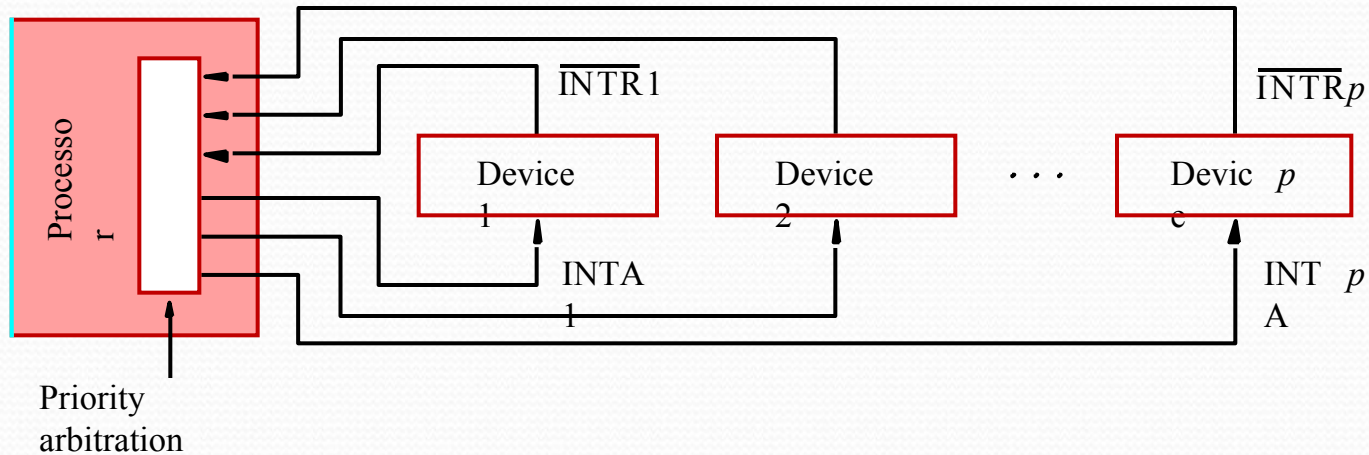 Processo
r
INTR1
INTRp
Device
1
Device
2
. . .
Devic p
e
INTA
1
INT p
A
Priority
arbitration